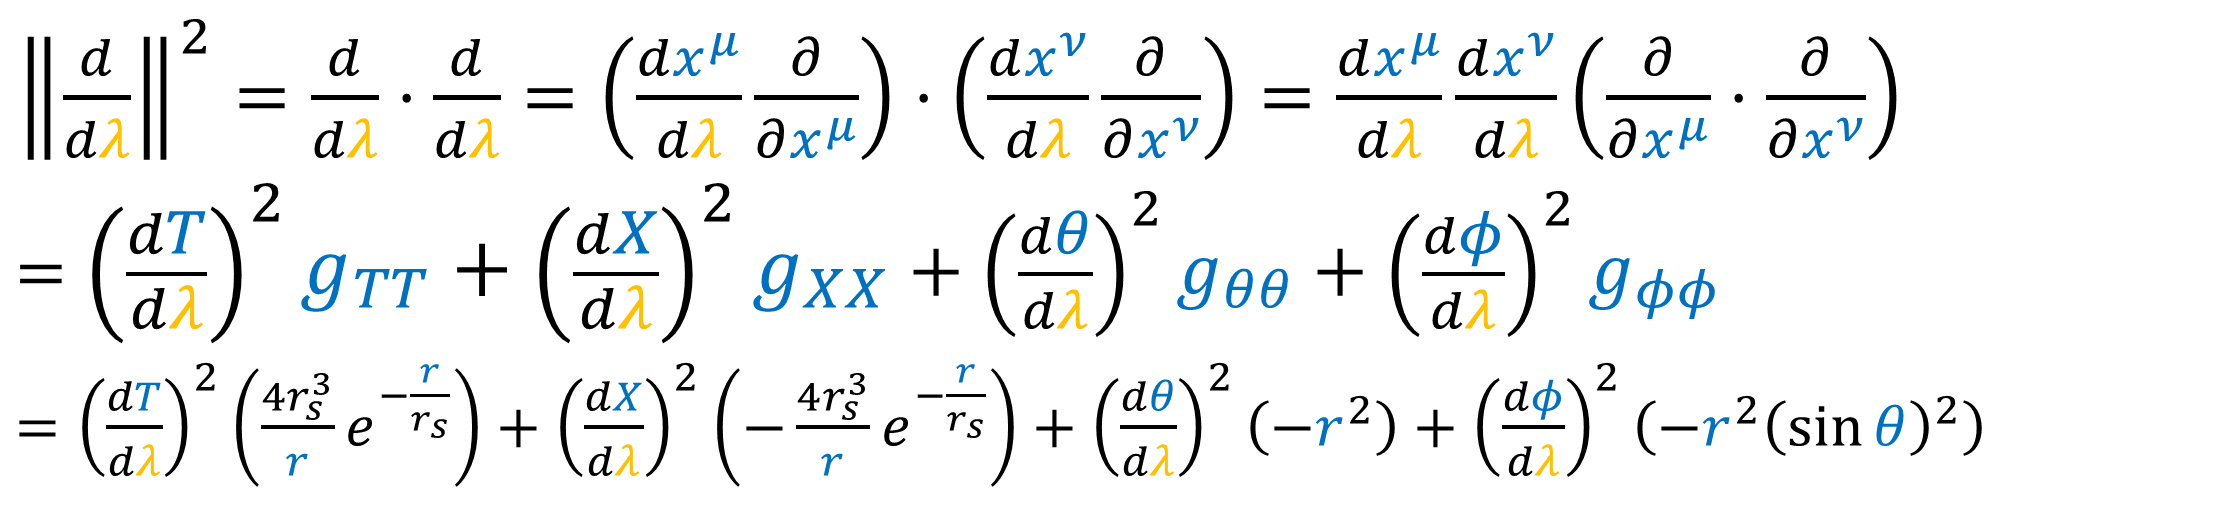 ‖d/dλ‖² = d/dλ · d/dλ = (dx^μ/dλ ∂/∂x^μ) · (dx^ν/dλ ∂/∂x^ν) = dx^μ/dλ dx^ν/dλ (∂/∂x^μ · ∂/∂x^ν)
= (dT/dλ)² g_TT + (dX/dλ)² g_XX + (dθ/dλ)² g_θθ + (dϕ/dλ)² g_ϕϕ
= (dT/dλ)² (4r_s³/r e^(−r/r_s)) + (dX/dλ)² (−4r_s³/r e^(−r/r_s)) + (dθ/dλ)² (−r²) + (dϕ/dλ)² (−r²(sin θ)²)